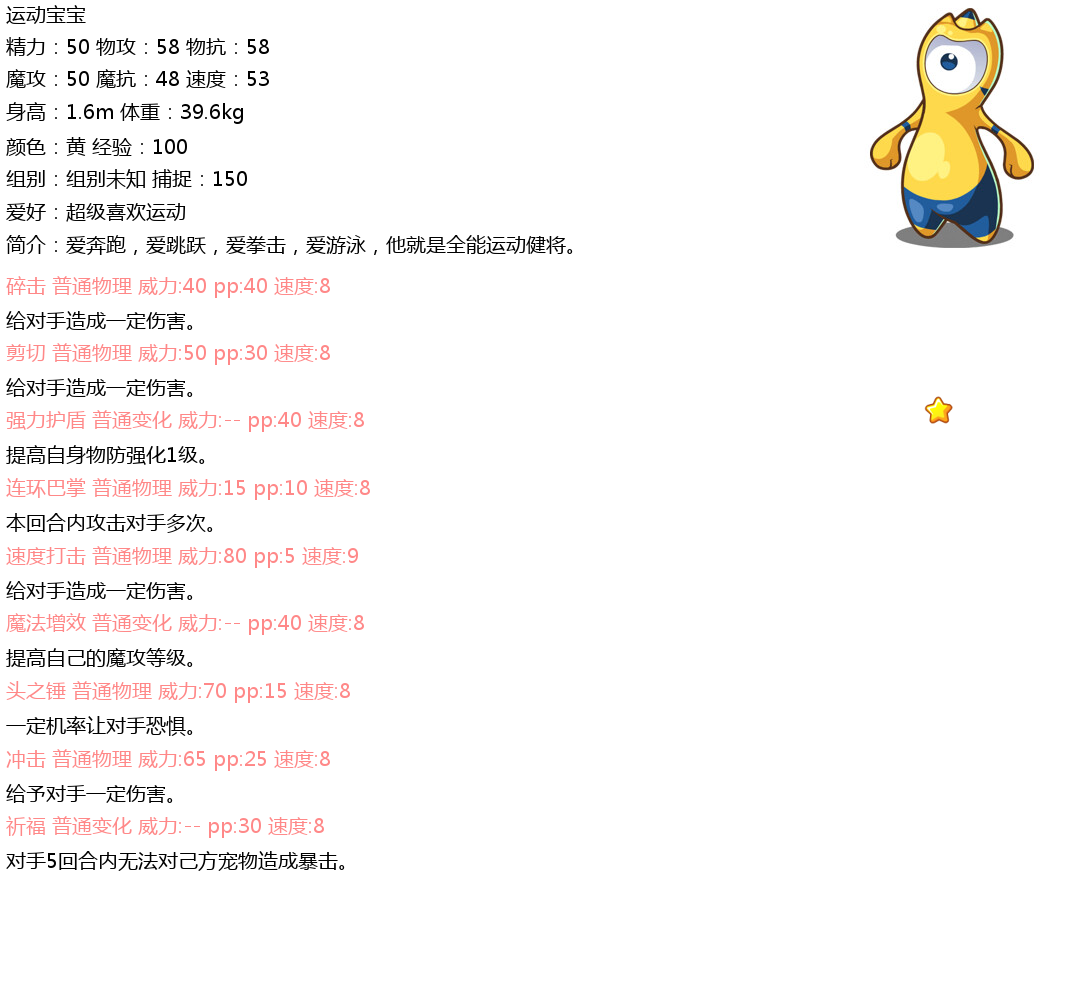 运动宝宝
精力：50 物攻：58 物抗：58
魔攻：50 魔抗：48 速度：53
身高：1.6m 体重：39.6kg
颜色：黄 经验：100
组别：组别未知 捕捉：150
爱好：超级喜欢运动
简介：爱奔跑，爱跳跃，爱拳击，爱游泳，他就是全能运动健将。
碎击 普通物理 威力:40 pp:40 速度:8
给对手造成一定伤害。
剪切 普通物理 威力:50 pp:30 速度:8
给对手造成一定伤害。
强力护盾 普通变化 威力:-- pp:40 速度:8
提高自身物防强化1级。
连环巴掌 普通物理 威力:15 pp:10 速度:8
本回合内攻击对手多次。
速度打击 普通物理 威力:80 pp:5 速度:9
给对手造成一定伤害。
魔法增效 普通变化 威力:-- pp:40 速度:8
提高自己的魔攻等级。
头之锤 普通物理 威力:70 pp:15 速度:8
一定机率让对手恐惧。
冲击 普通物理 威力:65 pp:25 速度:8
给予对手一定伤害。
祈福 普通变化 威力:-- pp:30 速度:8
对手5回合内无法对己方宠物造成暴击。